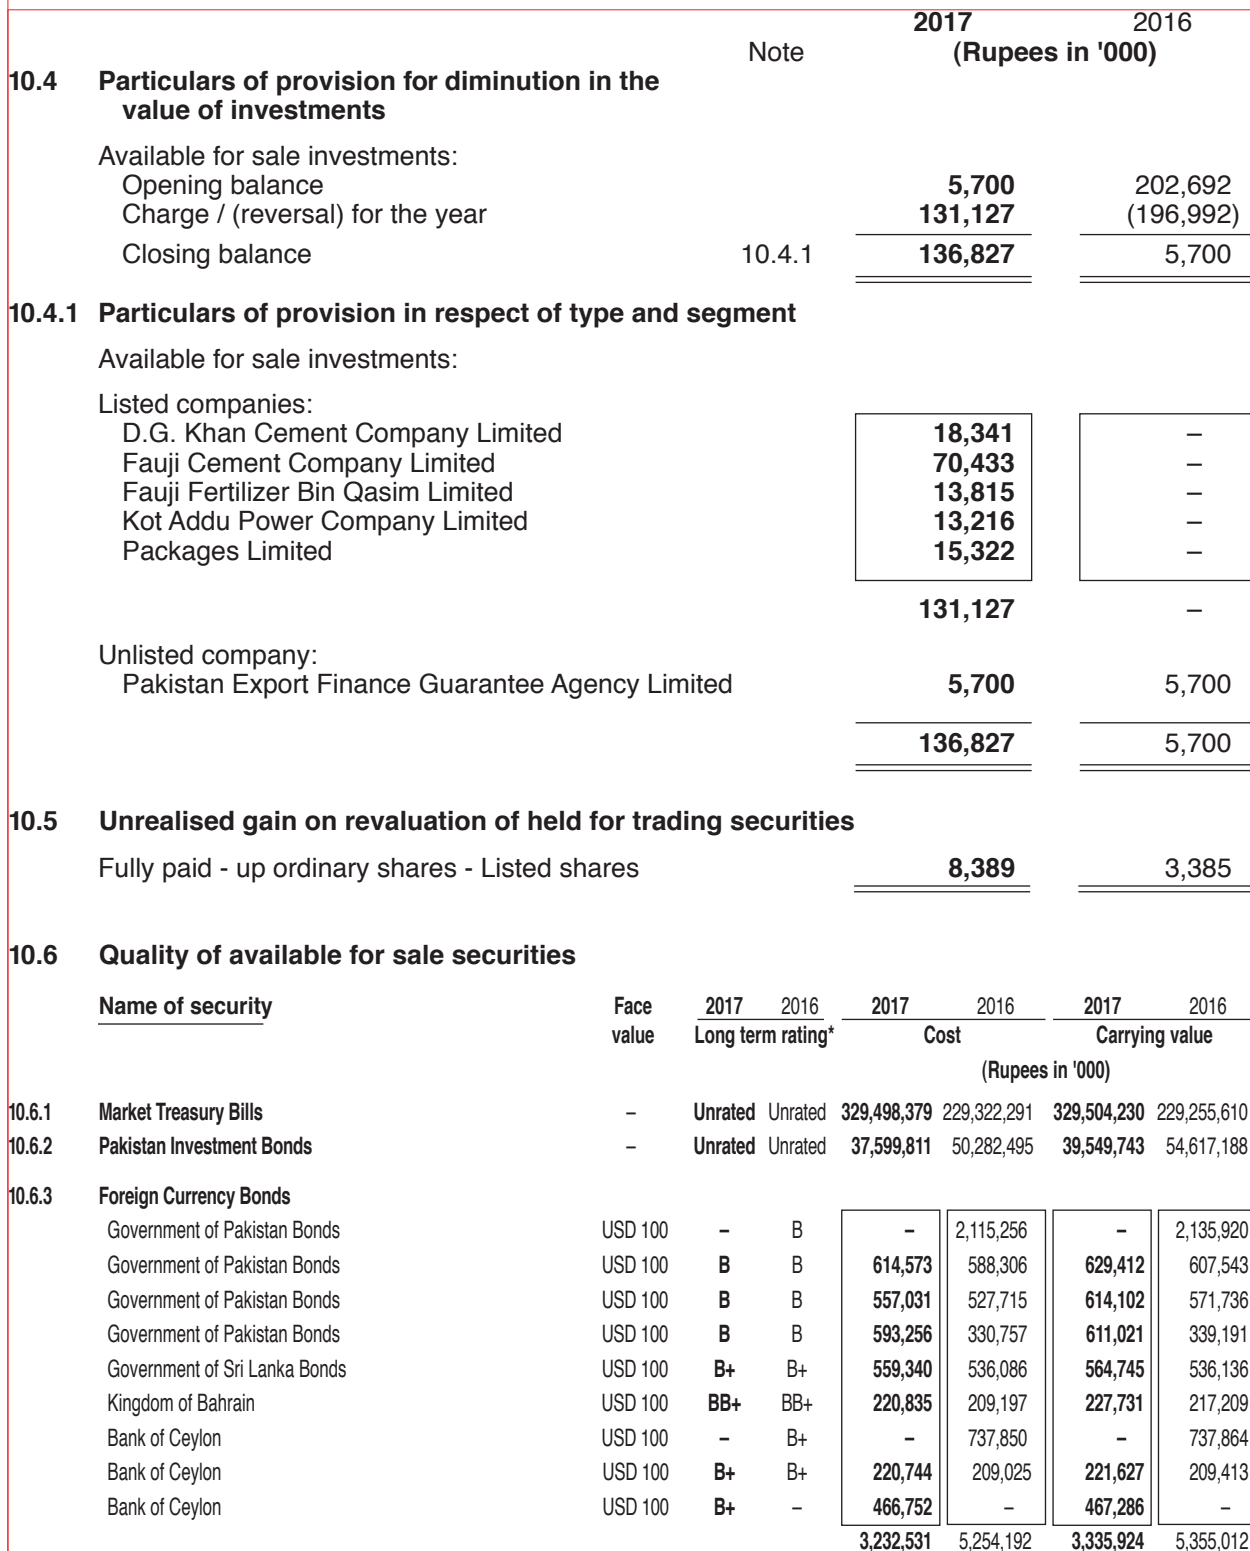 2017 2016
Note (Rupees in '000)
10.4 Particulars of provision for diminution in the
value of investments
Available for sale investments:
Opening balance 5,700 202,692
Charge / (reversal) for the year 131,127 (196,992)
Closing balance 10.4.1 136,827 5,700
10.4.1 Particulars of provision in respect of type and segment
Available for sale investments:
Listed companies:
D.G. Khan Cement Company Limited 18,341 –
Fauji Cement Company Limited 70,433 –
Fauji Fertilizer Bin Qasim Limited 13,815 –
Kot Addu Power Company Limited 13,216 –
Packages Limited 15,322 –
131,127 –
Unlisted company:
Pakistan Export Finance Guarantee Agency Limited 5,700 5,700
136,827 5,700
10.5 Unrealised gain on revaluation of held for trading securities
Fully paid - up ordinary shares - Listed shares 8,389 3,385
10.6 Quality of available for sale securities
Name of security Face 2017 2016 2017 2016 2017 2016
value Long term rating* Cost Carrying value
(Rupees in '000)
10.6.1 Market Treasury Bills – Unrated Unrated 329,498,379 229,322,291 329,504,230 229,255,610
10.6.2 Pakistan Investment Bonds – Unrated Unrated 37,599,811 50,282,495 39,549,743 54,617,188
10.6.3 Foreign Currency Bonds
Government of Pakistan Bonds USD 100 – B – 2,115,256 – 2,135,920
Government of Pakistan Bonds USD 100 B B 614,573 588,306 629,412 607,543
Government of Pakistan Bonds USD 100 B B 557,031 527,715 614,102 571,736
Government of Pakistan Bonds USD 100 B B 593,256 330,757 611,021 339,191
Government of Sri Lanka Bonds USD 100 B+ B+ 559,340 536,086 564,745 536,136
Kingdom of Bahrain USD 100 BB+ BB+ 220,835 209,197 227,731 217,209
Bank of Ceylon USD 100 – B+ – 737,850 – 737,864
Bank of Ceylon USD 100 B+ B+ 220,744 209,025 221,627 209,413
Bank of Ceylon USD 100 B+ – 466,752 – 467,286 –
3,232,531 5,254,192 3,335,924 5,355,012